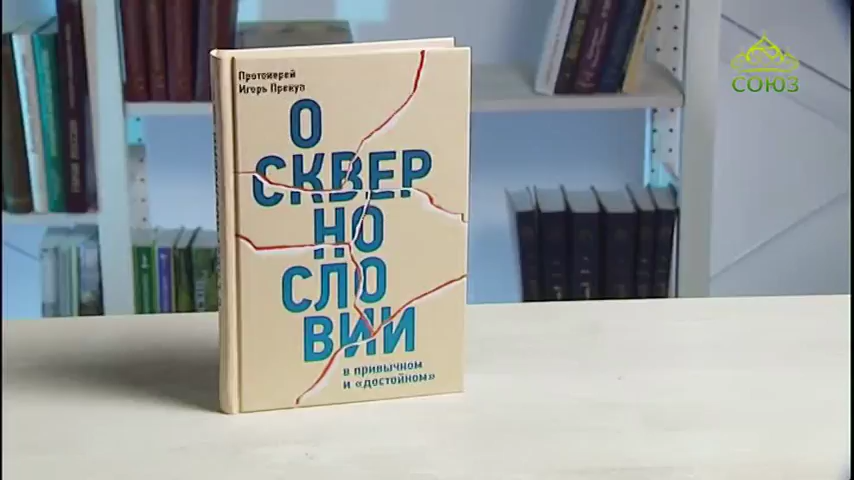 СОЮЗ
Протоиерей
Игорь Прекуп
О
СКВЕР
НО
СЛО
ВИИ
в привычном
и «достойном»